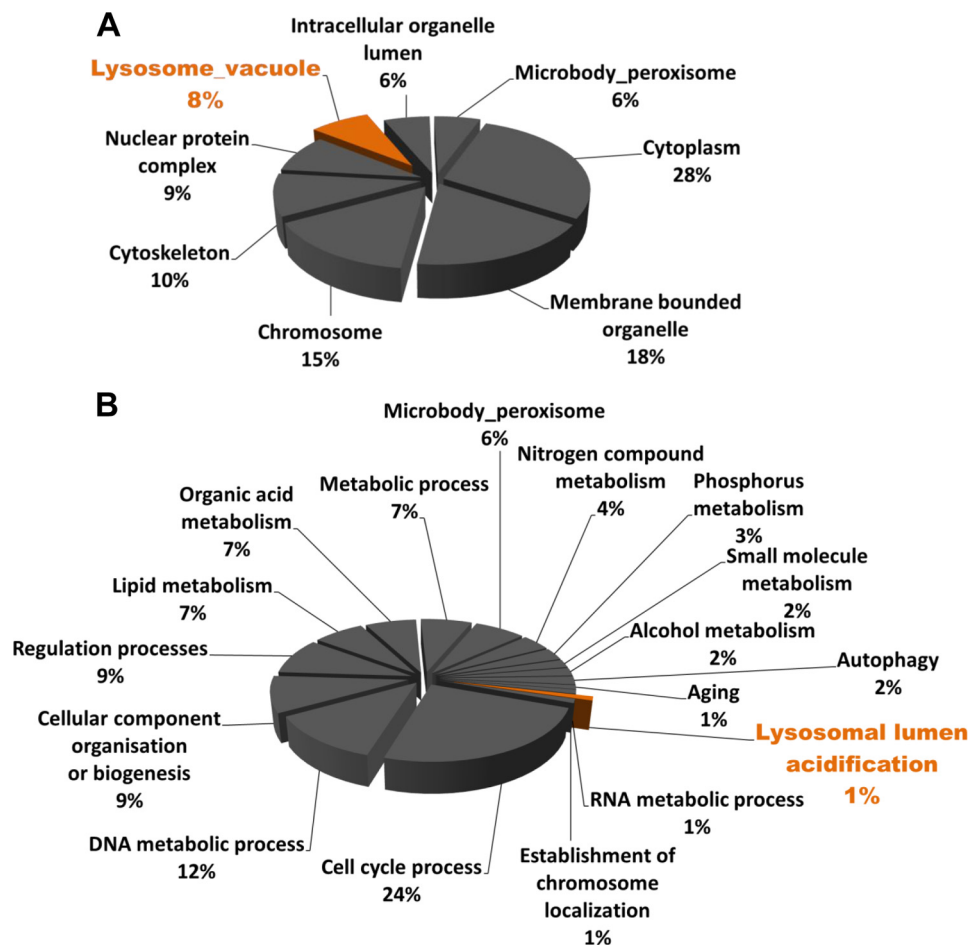 A
Intracellular organelle
lumen
6%
Lysosome_vacuole
8%
Microbody_peroxisome
6%
Nuclear protein
complex
9%
Cytoplasm
28%
Cytoskeleton
10%
Membrane bounded
organelle
18%
Chromosome
15%
B
Microbody_peroxisome
6%
Nitrogen compound
metabolism
4%
Metabolic process
7%
Phosphorus
metabolism
3%
Organic acid
metabolism
7%
Small molecule
metabolism
2%
Lipid metabolism
7%
Alcohol metabolism
2%
Regulation processes
9%
Autophagy
2%
Aging
1%
Cellular component
organisation
or biogenesis
9%
Lysosomal lumen
acidification
1%
RNA metabolic process
1%
DNA metabolic process
12%
Cell cycle process
24%
Establishment of
chromosome
localization
1%